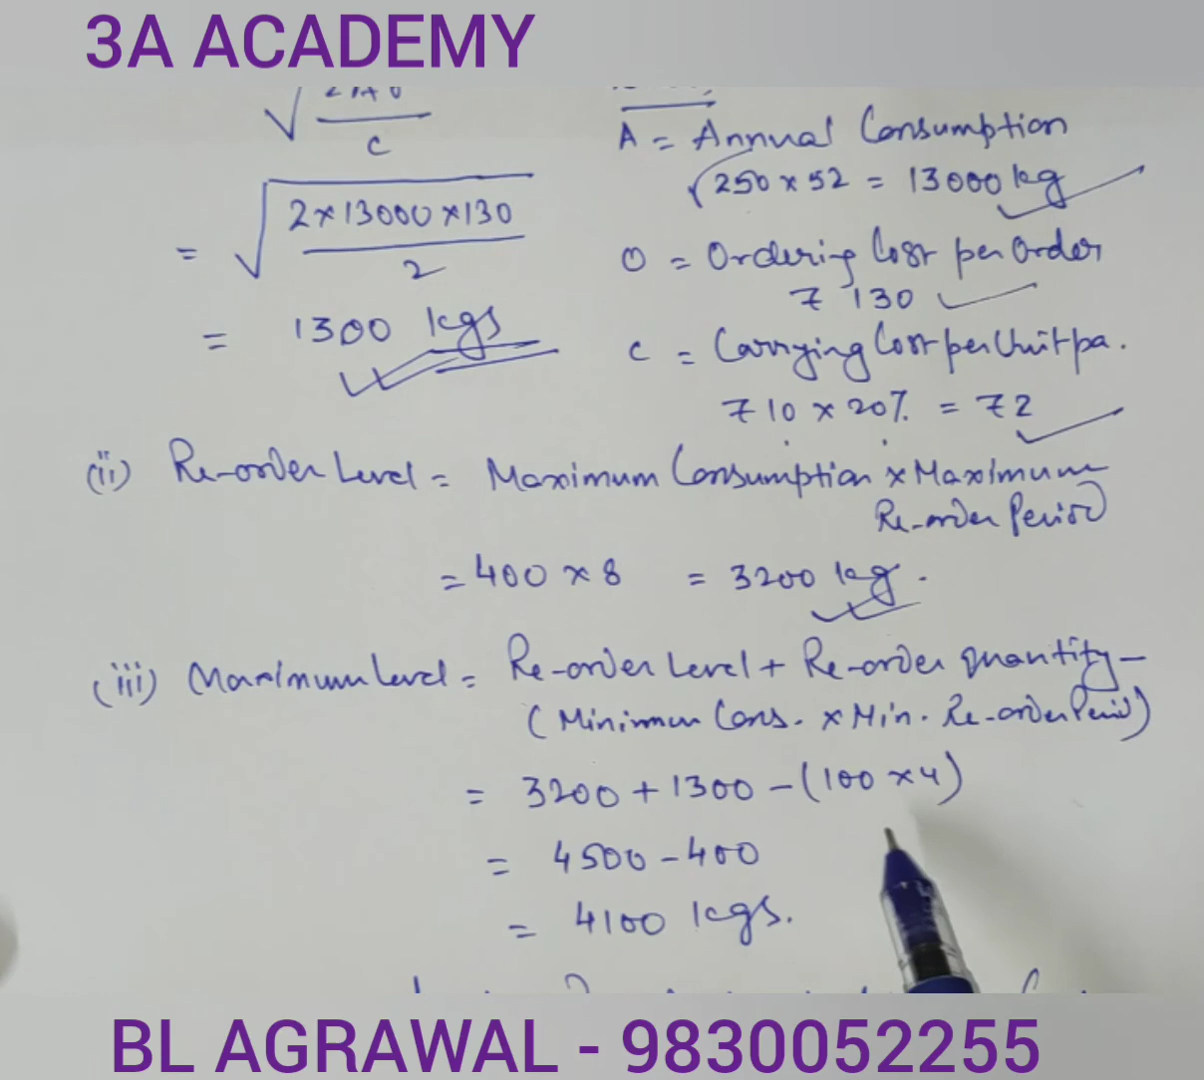 3A ACADEMY
√ 2AO / C
A = Annual Consumption
250 × 52 = 13000 kg
= √ 2×13000×130 / 2
O = Ordering Cost per Order
₹ 130
= 1300 kgs
C = Carrying Cost per Unit pa.
₹10 × 20% = ₹2
(ii) Re-order Level = Maximum Consumption × Maximum
Re-order Period
= 400 × 8 = 3200 kg.
(iii) Maximum Level = Re-order Level + Re-order quantity –
(Minimum Cons. × Min. Re-order Period)
= 3200 + 1300 – (100 × 4)
= 4500 – 400
= 4100 kgs.
BL AGRAWAL - 9830052255